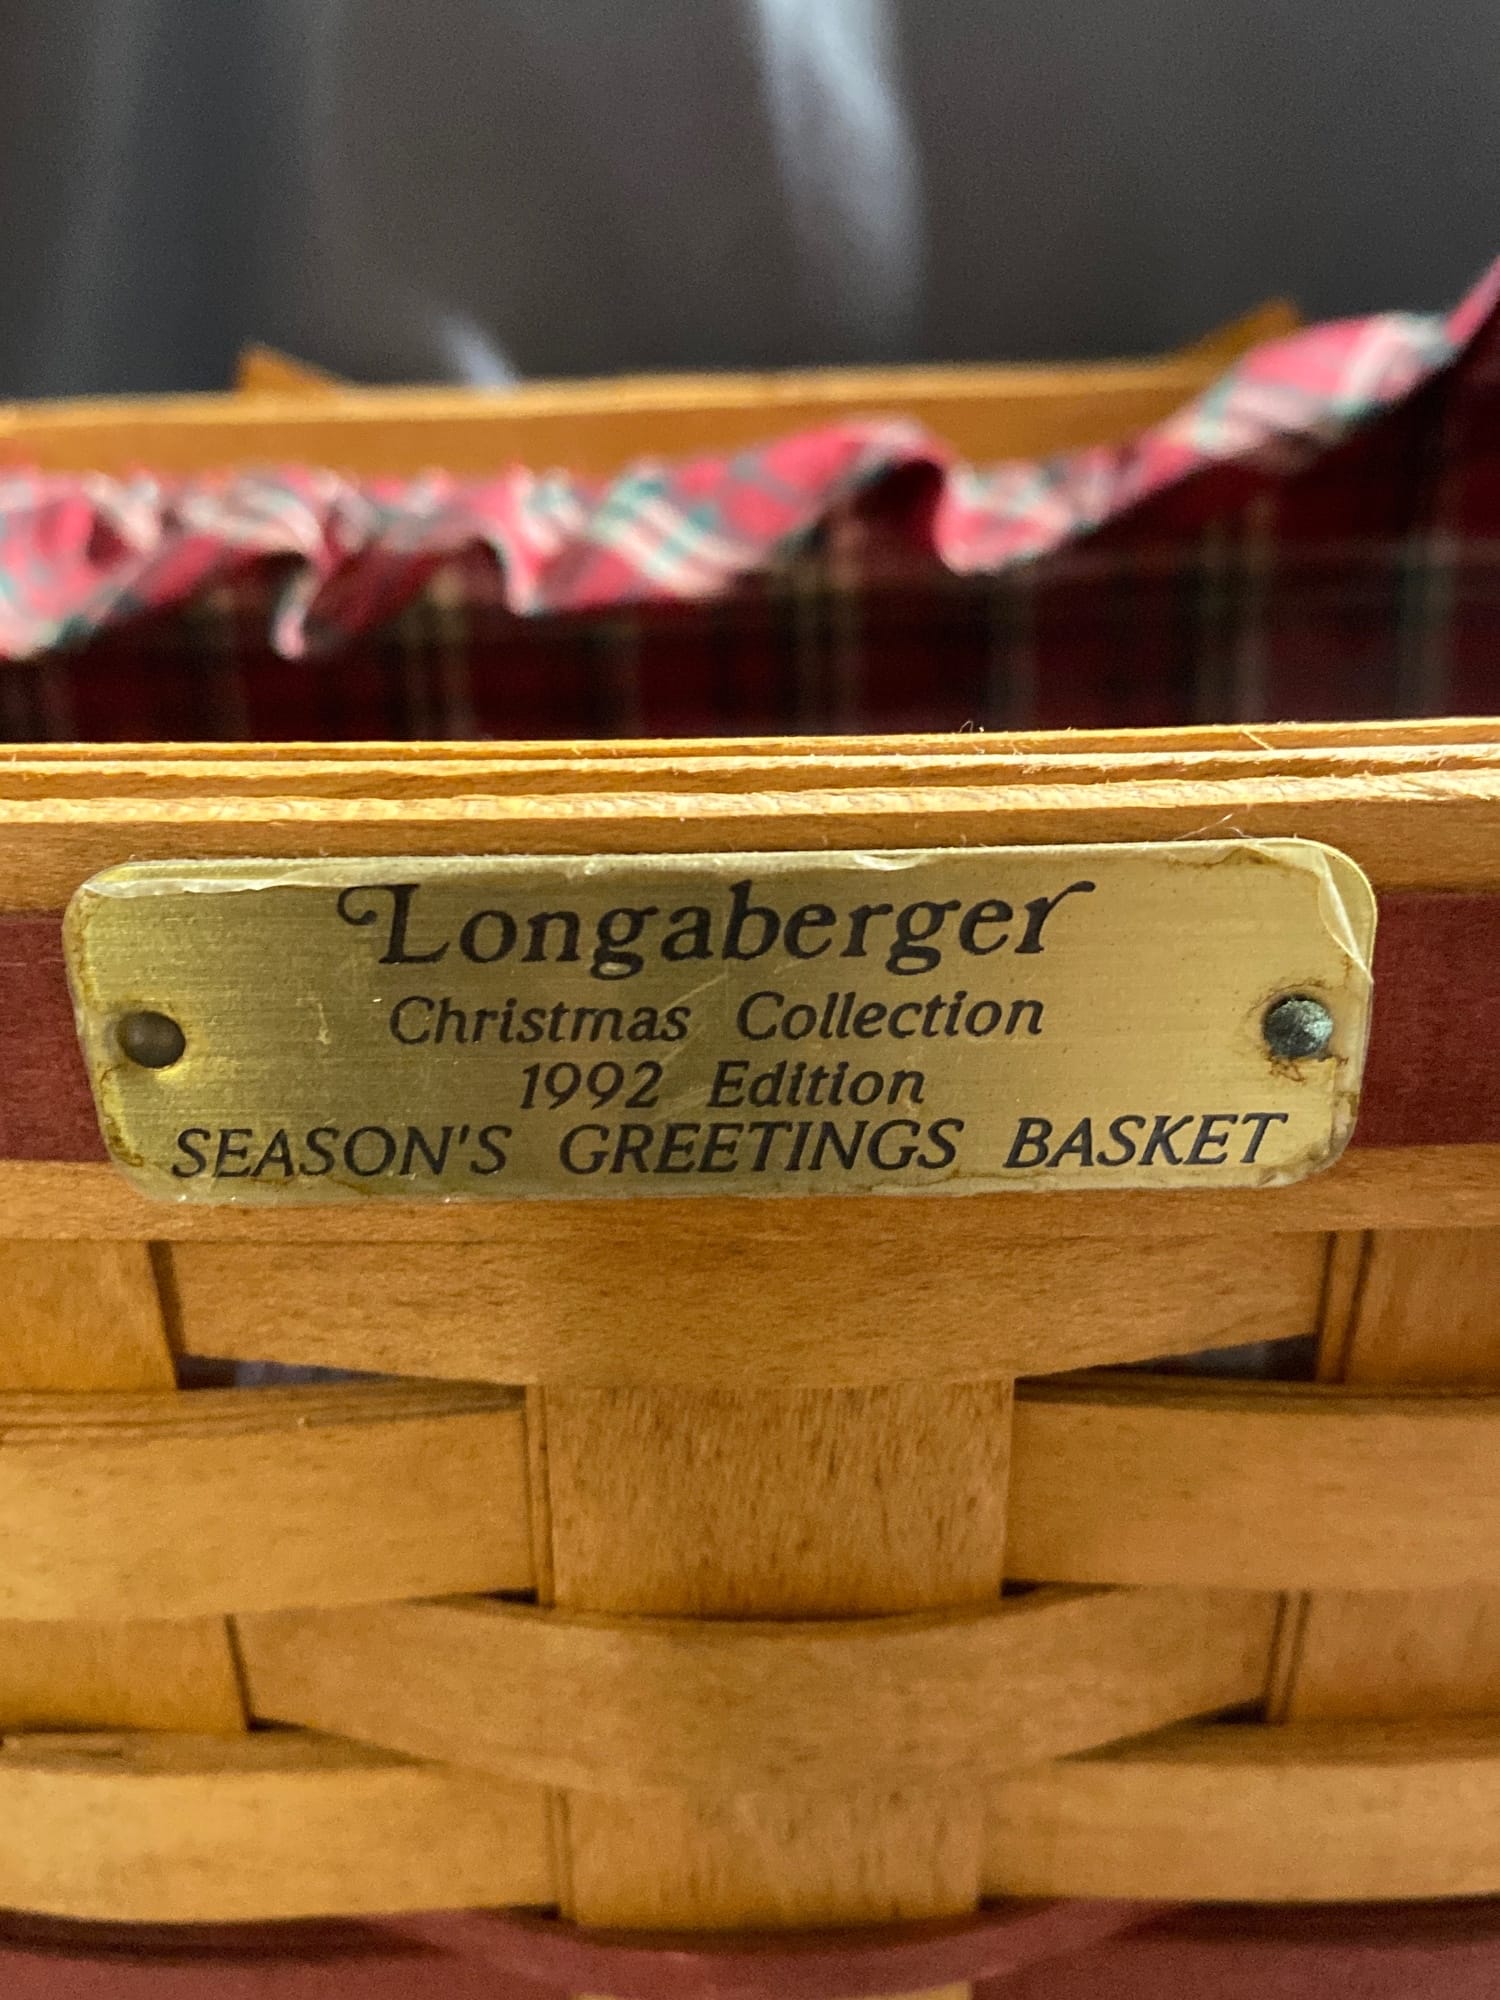 Longaberger
Christmas Collection
1992 Edition
SEASON'S GREETINGS BASKET